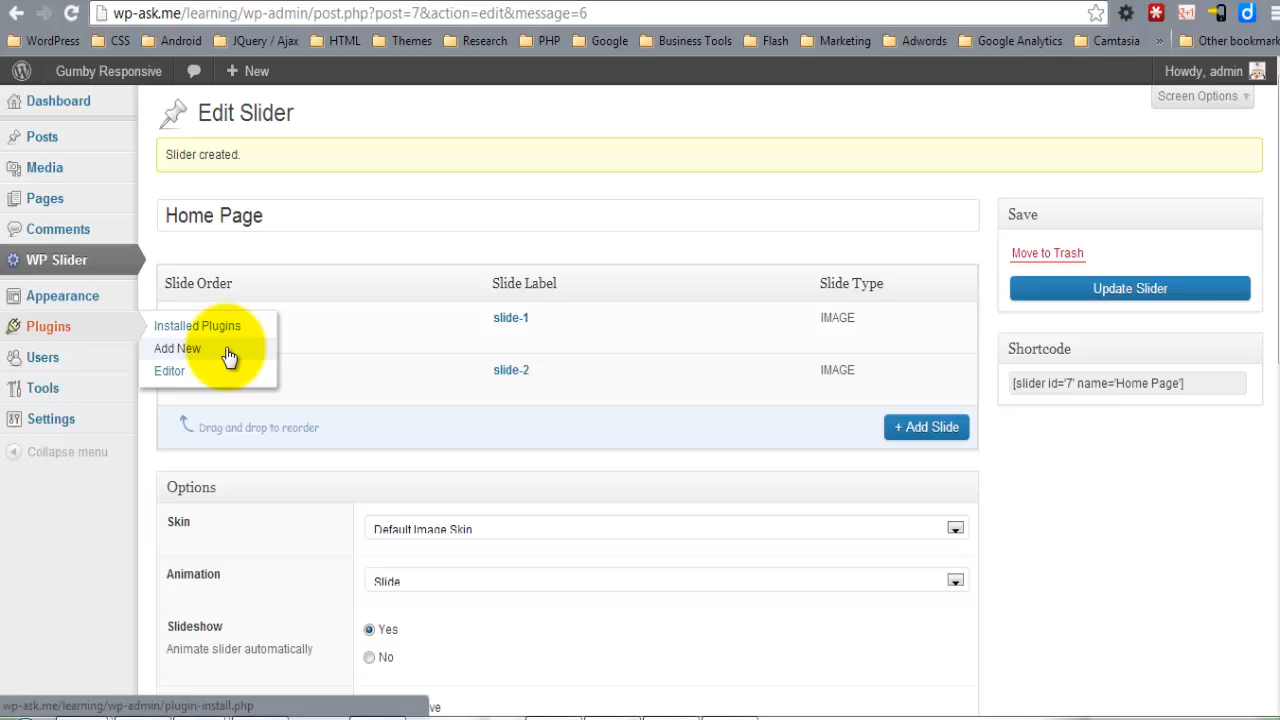 wp-ask.me/learning/wp-admin/post.php?post=7&action=edit&message=6
WordPress CSS Android JQuery / Ajax HTML Themes Research PHP Google Business Tools Flash Marketing Adwords Google Analytics Camtasia » Other bookmark
Gumby Responsive + New Howdy, admin
Screen Options
Dashboard
Posts
Media
Pages
Comments
WP Slider
Appearance
Plugins
Installed Plugins
Add New
Editor
Users
Tools
Settings
Collapse menu
Edit Slider
Slider created.
Home Page
Slide Order Slide Label Slide Type
slide-1 IMAGE
slide-2 IMAGE
Drag and drop to reorder
+ Add Slide
Options
Skin
Default Image Skin
Animation
Slide
Slideshow
Animate slider automatically
Yes
No
Save
Move to Trash
Update Slider
Shortcode
[slider id='7' name='Home Page']
wp-ask.me/learning/wp-admin/plugin-install.php